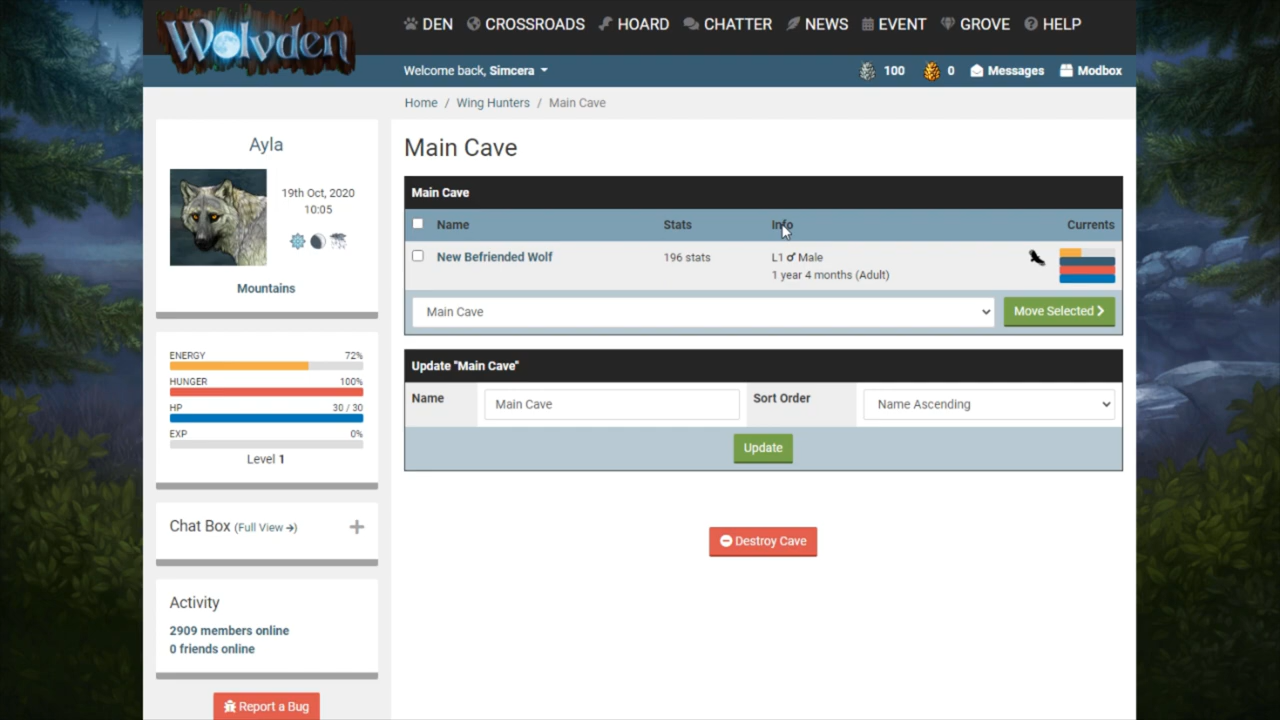 Wolvden
DEN CROSSROADS HOARD CHATTER NEWS EVENT GROVE HELP
Welcome back, Simcera
100 0 Messages Modbox
Home / Wing Hunters / Main Cave
Ayla
19th Oct, 2020
10:05
Mountains
ENERGY 72%
HUNGER 100%
HP 30 / 30
EXP 0%
Level 1
Chat Box (Full View →)
Activity
2909 members online
0 friends online
Report a Bug
Main Cave
Main Cave
Name Stats Info Currents
New Befriended Wolf 196 stats L1 ♂ Male
1 year 4 months (Adult)
Main Cave Move Selected
Update "Main Cave"
Name Main Cave Sort Order Name Ascending
Update
Destroy Cave